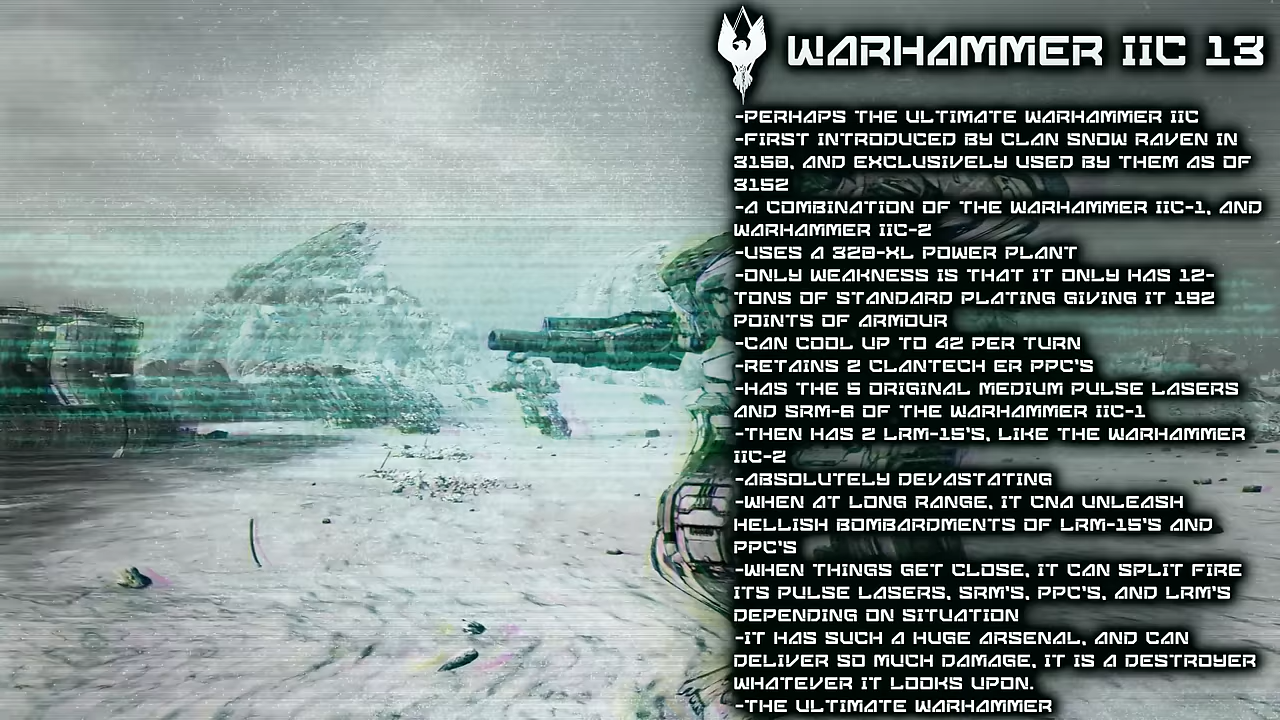 WARHAMMER IIC 13
-PERHAPS THE ULTIMATE WARHAMMER IIC
-FIRST INTRODUCED BY CLAN SNOW RAVEN IN
3150, AND EXCLUSIVELY USED BY THEM AS OF
3152
-A COMBINATION OF THE WARHAMMER IIC-1, AND
WARHAMMER IIC-2
-USES A 320-XL POWER PLANT
-ONLY WEAKNESS IS THAT IT ONLY HAS 12-
TONS OF STANDARD PLATING GIVING IT 192
POINTS OF ARMOUR
-CAN COOL UP TO 42 PER TURN
-RETAINS 2 CLANTECH ER PPC'S
-HAS THE 5 ORIGINAL MEDIUM PULSE LASERS
AND SRM-6 OF THE WARHAMMER IIC-1
-THEN HAS 2 LRM-15'S, LIKE THE WARHAMMER
IIC-2
-ABSOLUTELY DEVASTATING
-WHEN AT LONG RANGE, IT CNA UNLEASH
HELLISH BOMBARDMENTS OF LRM-15'S AND
PPC'S
-WHEN THINGS GET CLOSE, IT CAN SPLIT FIRE
ITS PULSE LASERS, SRM'S, PPC'S, AND LRM'S
DEPENDING ON SITUATION
-IT HAS SUCH A HUGE ARSENAL, AND CAN
DELIVER SO MUCH DAMAGE, IT IS A DESTROYER
WHATEVER IT LOOKS UPON.
-THE ULTIMATE WARHAMMER